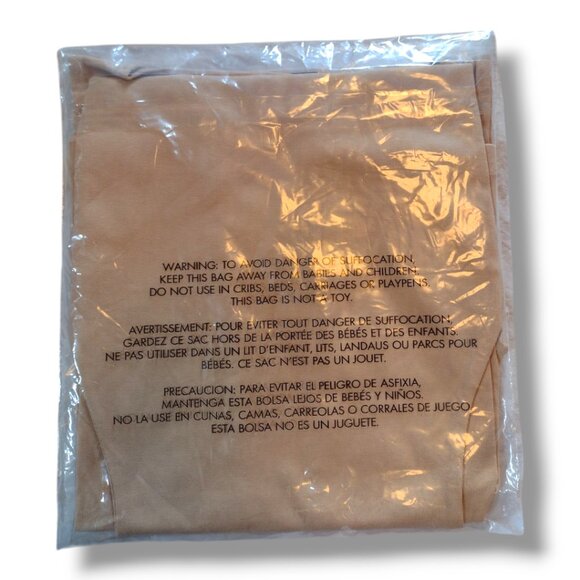 WARNING: TO AVOID DANGER OF SUFFOCATION,
KEEP THIS BAG AWAY FROM BABIES AND CHILDREN.
DO NOT USE IN CRIBS, BEDS, CARRIAGES OR PLAYPENS.
THIS BAG IS NOT A TOY.
AVERTISSEMENT: POUR ÉVITER TOUT DANGER DE SUFFOCATION,
GARDEZ CE SAC HORS DE LA PORTÉE DES BÉBÉS ET DES ENFANTS.
NE PAS UTILISER DANS UN LIT D'ENFANT, LITS, LANDAUS OU PARCS POUR
BÉBÉS. CE SAC N'EST PAS UN JOUET.
PRECAUCION: PARA EVITAR EL PELIGRO DE ASFIXIA,
MANTENGA ESTA BOLSA LEJOS DE BEBÉS Y NIÑOS.
NO LA USE EN CUNAS, CAMAS, CARREOLAS O CORRALES DE JUEGO
ESTA BOLSA NO ES UN JUGUETE.